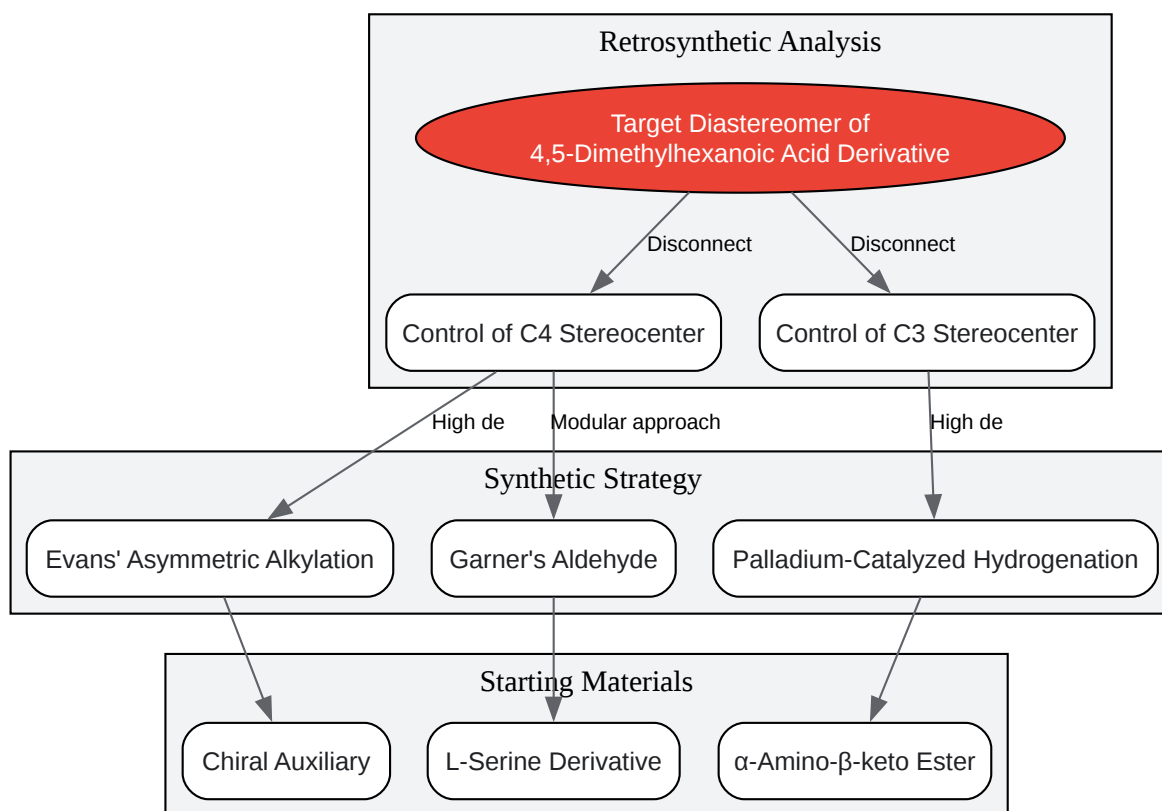 Retrosynthetic Analysis
Target Diastereomer of
4,5-Dimethylhexanoic Acid Derivative
Disconnect
Disconnect
Control of C4 Stereocenter
Control of C3 Stereocenter
High de
Modular approach
High de
Synthetic Strategy
Evans' Asymmetric Alkylation
Garner's Aldehyde
Palladium-Catalyzed Hydrogenation
Starting Materials
Chiral Auxiliary
L-Serine Derivative
α-Amino-β-keto Ester